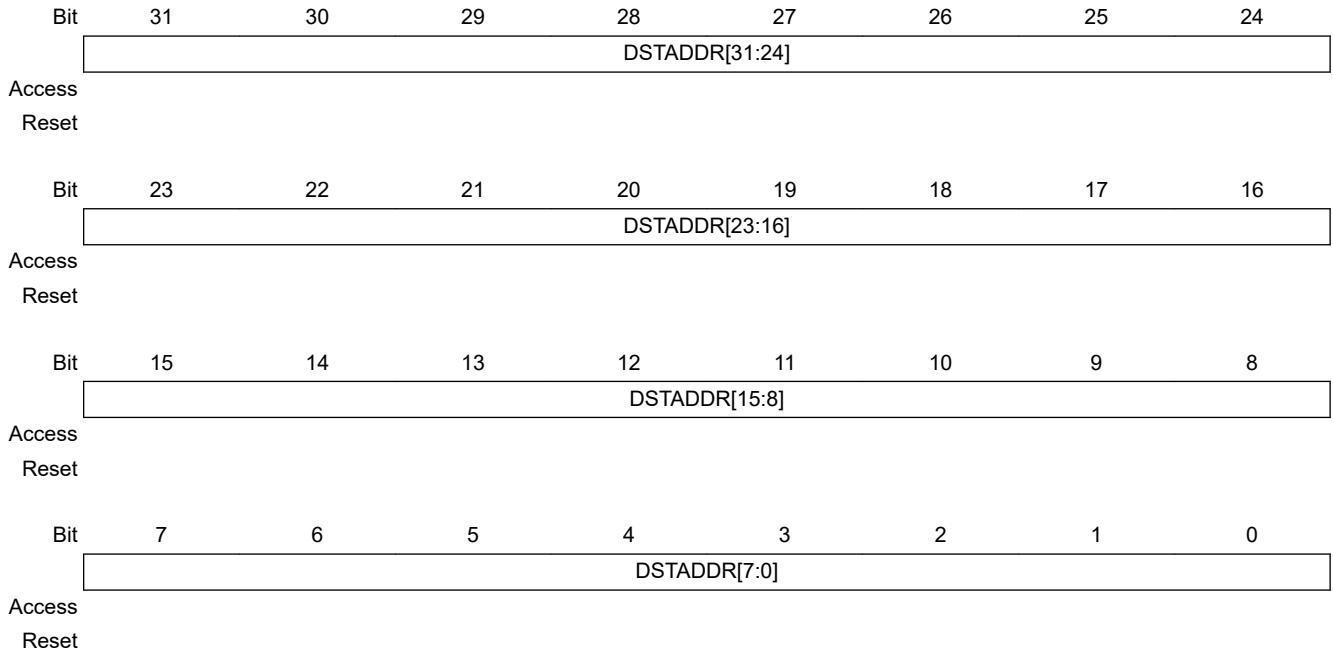 Bit 31 30 29 28 27 26 25 24
DSTADDR[31:24]
Access
Reset
Bit 23 22 21 20 19 18 17 16
DSTADDR[23:16]
Access
Reset
Bit 15 14 13 12 11 10 9 8
DSTADDR[15:8]
Access
Reset
Bit 7 6 5 4 3 2 1 0
DSTADDR[7:0]
Access
Reset